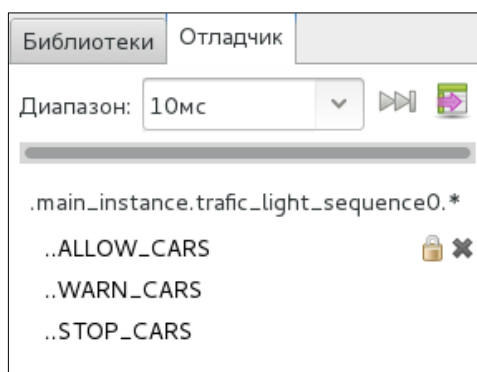 Библиотеки Отладчик
Диапазон: 10мс
.main_instance.trafic_light_sequence0.*
..ALLOW_CARS
..WARN_CARS
..STOP_CARS